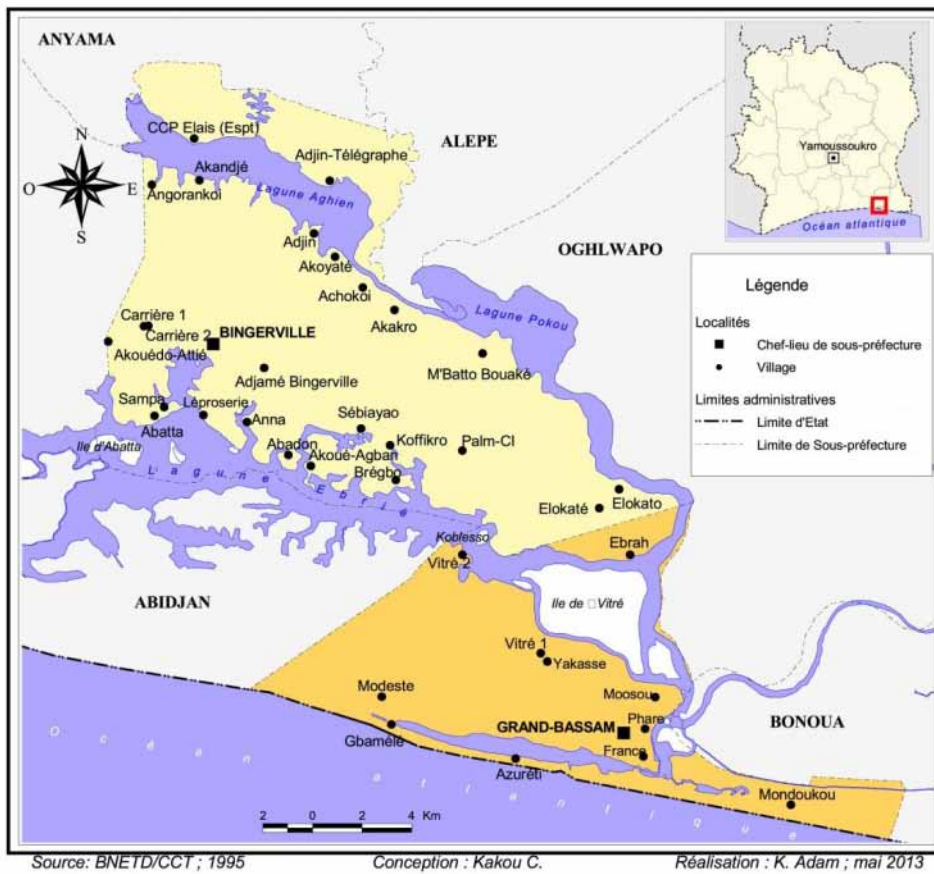 ANYAMA
ALEPE
OGHLWAPO
ABIDJAN
BONOUA
N
O
E
S
CCP Elais (Espt)
Akandjé
Adjin-Télégraphe
Angorankoi
Lagune Aghien
Adjin
Akoyaté
Achokoi
Akakro
Lagune Pokou
Carrière 1
BINGERVILLE
Carrière 2
Akouédo-Attié
Adjamé Bingerville
M'Batto Bouaké
Sampa
Léproserie
Sébiayao
Abatta
Anna
Koffikro
Palm-CI
Ile d'Abatta
Abadon
Akoué-Agban
Brégbo
Lagune Ebrié
Elokaté
Elokato
Koblesso
Ebrah
Vitré 2
Ile de □Vitré
Vitré 1
Yakasse
Modeste
Moosou
GRAND-BASSAM
Phare
Gbamélé
France
Azuréti
Mondoukou
Océan atlantique
2 0 2 4 Km
Yamoussoukro
Océan atlantique
Légende
Localités
Chef-lieu de sous-préfecture
Village
Limites administratives
Limite d'Etat
Limite de Sous-préfecture
Source: BNETD/CCT ; 1995 Conception : Kakou C. Réalisation : K. Adam ; mai 2013